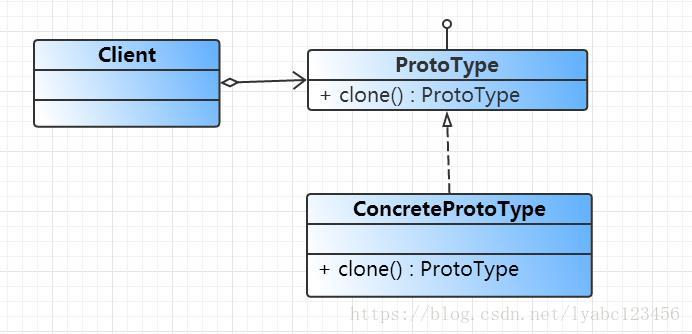 Client
ProtoType
+ clone() : ProtoType
ConcreteProtoType
+ clone() : ProtoType
https://blog.csdn.net/lyabc123456